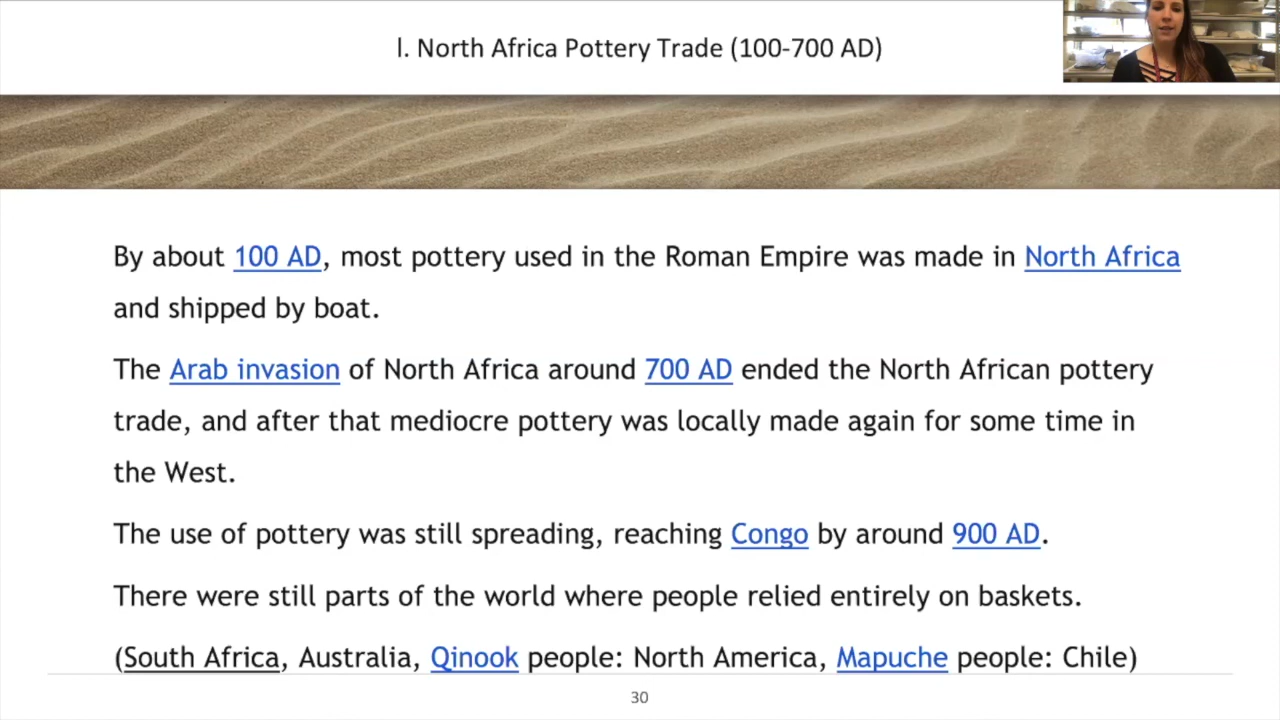 l. North Africa Pottery Trade (100-700 AD)
By about 100 AD, most pottery used in the Roman Empire was made in North Africa
and shipped by boat.
The Arab invasion of North Africa around 700 AD ended the North African pottery
trade, and after that mediocre pottery was locally made again for some time in
the West.
The use of pottery was still spreading, reaching Congo by around 900 AD.
There were still parts of the world where people relied entirely on baskets.
(South Africa, Australia, Qinook people: North America, Mapuche people: Chile)
30